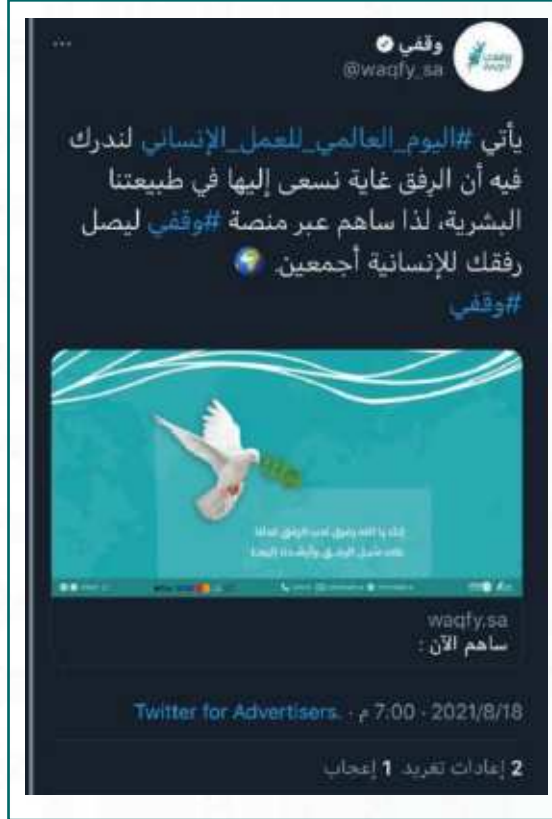 وقفي
@waqfy_sa
يأتي #اليوم_العالمي_للعمل_الإنساني لندرك
فيه أن الرفق غاية نسعى إليها في طبيعتنا
البشرية، لذا ساهم عبر منصة #وقفي ليصل
رفقك للإنسانية أجمعين.
#وقفي
waqfy.sa
ساهم الآن :
2021/8/18 · 7:00 م · Twitter for Advertisers.
2 إعادات تغريد 1 إعجاب